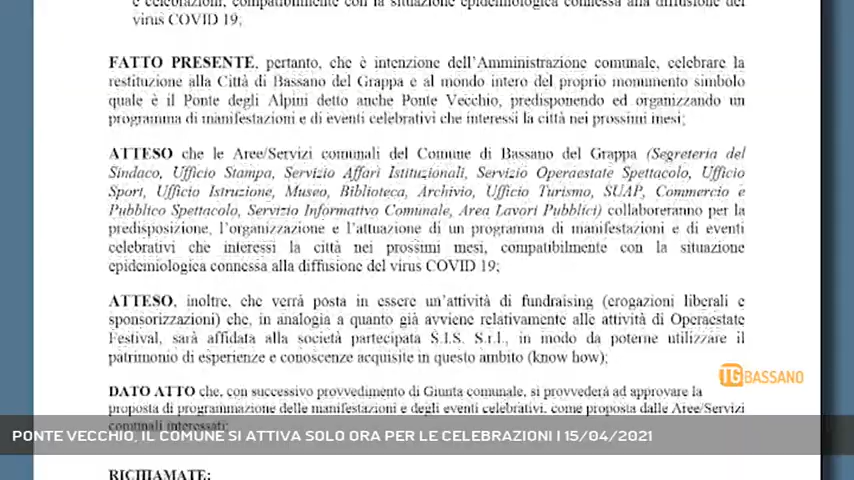 e celebrazioni, compatibilmente con la situazione epidemiologica connessa alla diffusione del
virus COVID 19;
FATTO PRESENTE, pertanto, che è intenzione dell'Amministrazione comunale, celebrare la
restituzione alla Città di Bassano del Grappa e al mondo intero del proprio monumento simbolo
quale è il Ponte degli Alpini detto anche Ponte Vecchio, predisponendo ed organizzando un
programma di manifestazioni e di eventi celebrativi che interessi la città nei prossimi mesi;
ATTESO che le Aree/Servizi comunali del Comune di Bassano del Grappa (Segreteria del
Sindaco, Ufficio Stampa, Servizio Affari Istituzionali, Servizio Operaestate Spettacolo, Ufficio
Sport, Ufficio Istruzione, Museo, Biblioteca, Archivio, Ufficio Turismo, SUAP, Commercio e
Pubblico Spettacolo, Servizio Informativo Comunale, Area Lavori Pubblici) collaboreranno per la
predisposizione, l'organizzazione e l'attuazione di un programma di manifestazioni e di eventi
celebrativi che interessi la città nei prossimi mesi, compatibilmente con la situazione
epidemiologica connessa alla diffusione del virus COVID 19;
ATTESO, inoltre, che verrà posta in essere un'attività di fundraising (erogazioni liberali e
sponsorizzazioni) che, in analogia a quanto già avviene relativamente alle attività di Operaestate
Festival, sarà affidata alla società partecipata S.I.S. S.r.l., in modo da poterne utilizzare il
patrimonio di esperienze e conoscenze acquisite in questo ambito (know how);
TG BASSANO
DATO ATTO che, con successivo provvedimento di Giunta comunale, si provvederà ad approvare la
proposta di programmazione delle manifestazioni e degli eventi celebrativi, come proposta dalle Aree/Servizi
comunali interessati;
PONTE VECCHIO, IL COMUNE SI ATTIVA SOLO ORA PER LE CELEBRAZIONI | 15/04/2021
RICHIAMATE: